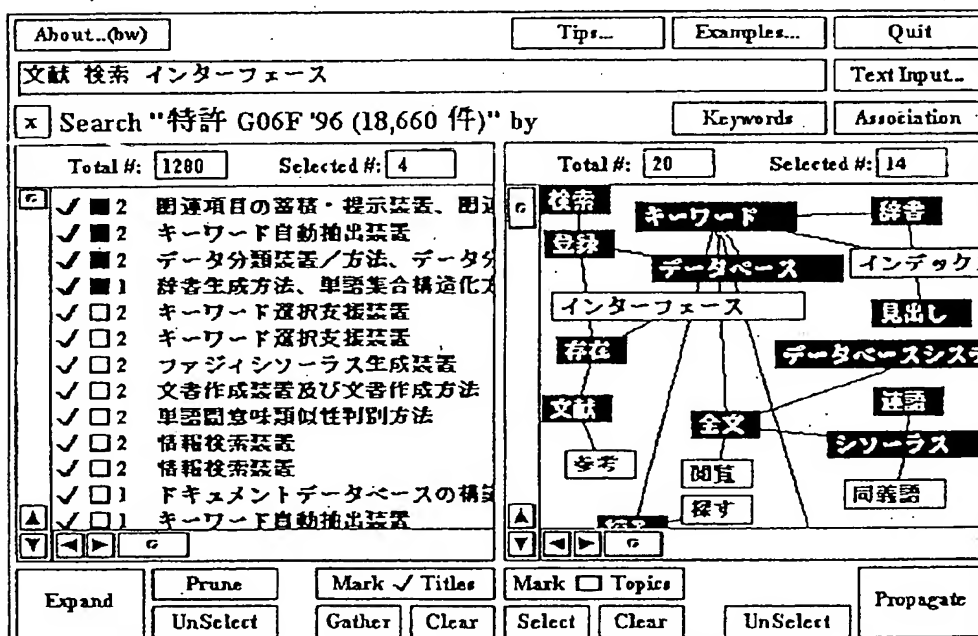 About...(bw) Tips... Examples... Quit
文献 検索 インターフェース Text Input...
x Search "特許 G06F '96 (18,660 件)" by Keywords Association
Total #: 1280 Selected #: 4
✓ ■ 2 関連項目の蓄積・提示装置、関連
✓ ■ 2 キーワード自動抽出装置
✓ ■ 2 データ分類装置／方法、データ分
✓ ■ 1 辞書生成方法、単語集合構造化方
✓ □ 2 キーワード選択支援装置
✓ □ 2 キーワード選択支援装置
✓ □ 2 ファジィシソーラス生成装置
✓ □ 2 文書作成装置及び文書作成方法
✓ □ 2 単語間意味類似性判別方法
✓ □ 2 情報検索装置
✓ □ 2 情報検索装置
✓ □ 1 ドキュメントデータベースの構造
✓ □ 1 キーワード自動抽出装置
Total #: 20 Selected #: 14
検索 キーワード 辞書
登録 データベース インデック
インターフェース 見出し
存在 データベースシステ
文献 全文 連語
シソーラス
参考 閲覧 同義語
探す
Expand Prune Mark ✓ Titles Mark □ Topics Propagate
UnSelect Gather Clear Select Clear UnSelect